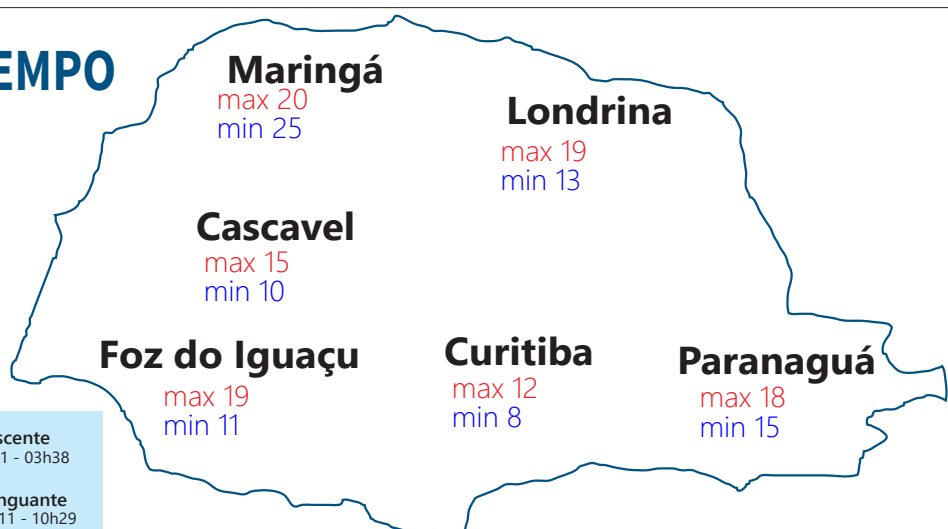 EMPO
Maringá
max 20
min 25
Londrina
max 19
min 13
Cascavel
max 15
min 10
Foz do Iguaçu
max 19
min 11
Curitiba
max 12
min 8
Paranaguá
max 18
min 15
scente
1 - 03h38
nguante
11 - 10h29